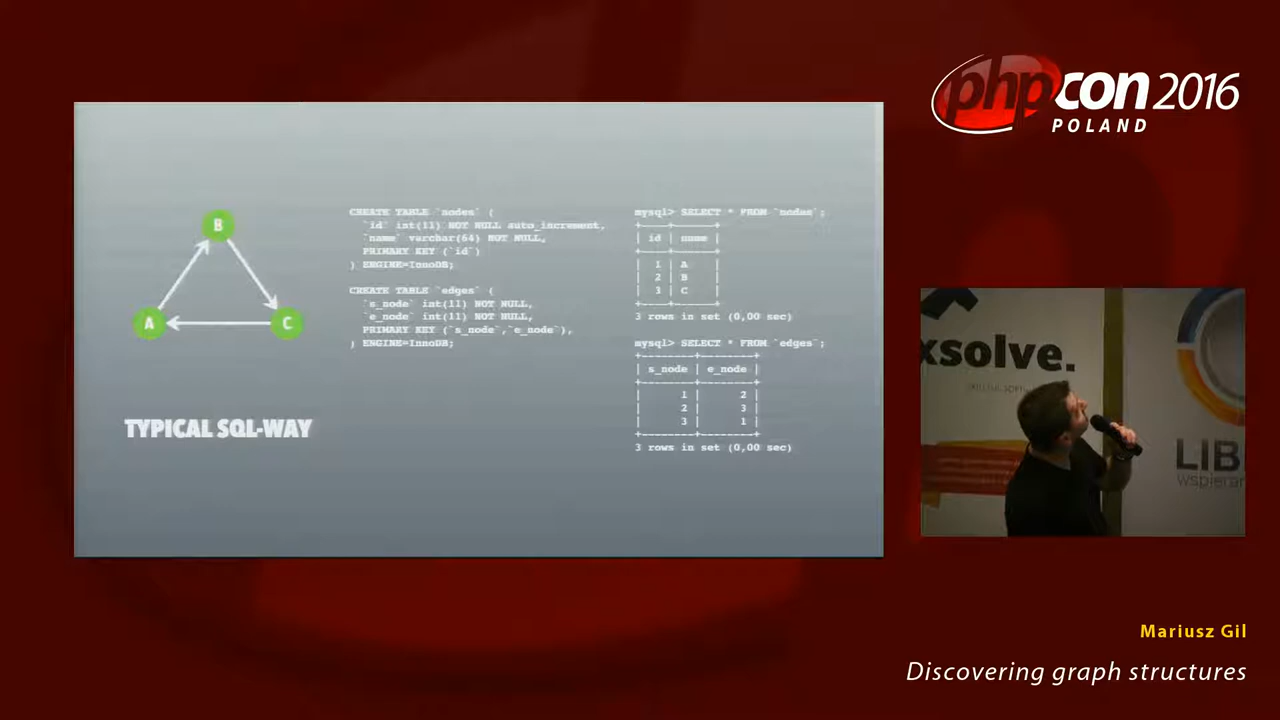 phpcon 2016
POLAND
B
A
C
TYPICAL SQL-WAY
CREATE TABLE `nodes` (
`id` int(11) NOT NULL auto_increment,
`name` varchar(64) NOT NULL,
PRIMARY KEY (`id`)
) ENGINE=InnoDB;
CREATE TABLE `edges` (
`s_node` int(11) NOT NULL,
`e_node` int(11) NOT NULL,
PRIMARY KEY (`s_node`,`e_node`),
) ENGINE=InnoDB;
mysql> SELECT * FROM `nodes`;
+----+------+
| id | name |
+----+------+
| 1 | A |
| 2 | B |
| 3 | C |
+----+------+
3 rows in set (0,00 sec)
mysql> SELECT * FROM `edges`;
+--------+--------+
| s_node | e_node |
+--------+--------+
| 1 | 2 |
| 2 | 3 |
| 3 | 1 |
+--------+--------+
3 rows in set (0,00 sec)
xsolve.
LIB
wspierar
Mariusz Gil
Discovering graph structures